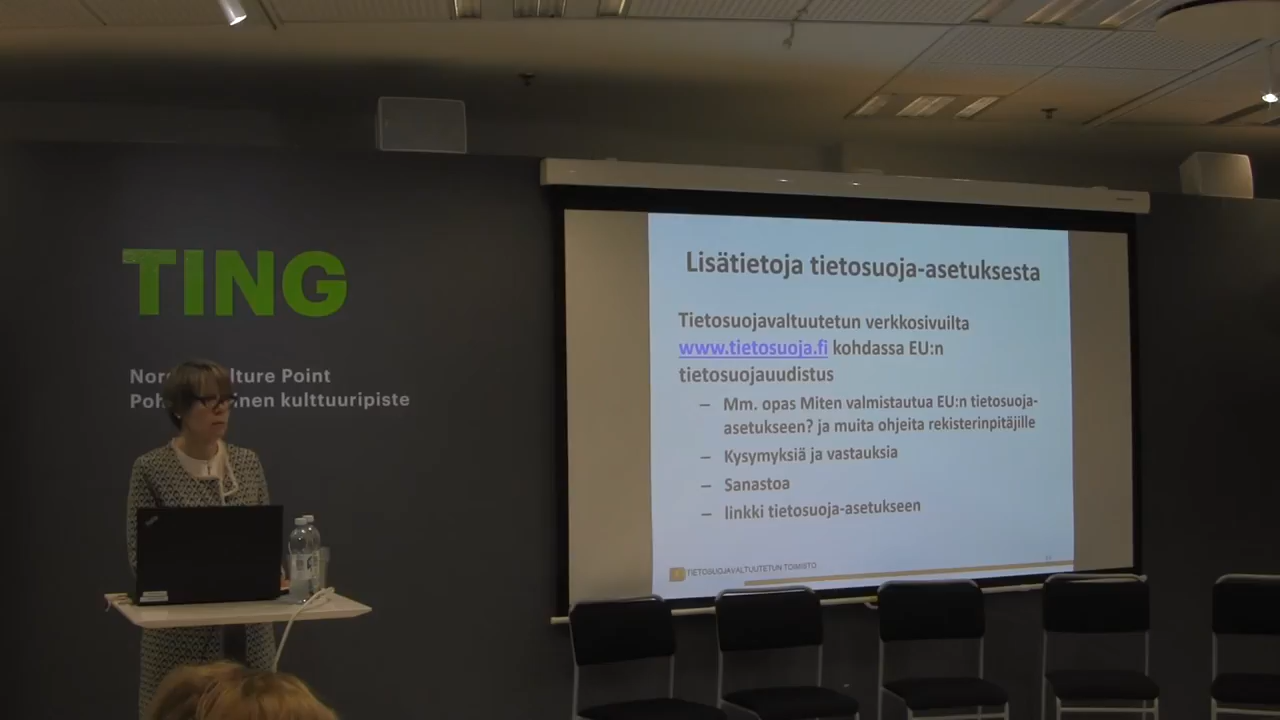 TING
Nor lture Point
Poh inen kulttuuripiste
Lisätietoja tietosuoja-asetuksesta
Tietosuojavaltuutetun verkkosivuilta
www.tietosuoja.fi kohdassa EU:n
tietosuojauudistus
– Mm. opas Miten valmistautua EU:n tietosuoja-
asetukseen? ja muita ohjeita rekisterinpitäjille
– Kysymyksiä ja vastauksia
– Sanastoa
– linkki tietosuoja-asetukseen
TIETOSUOJAVALTUUTETUN TOIMISTO